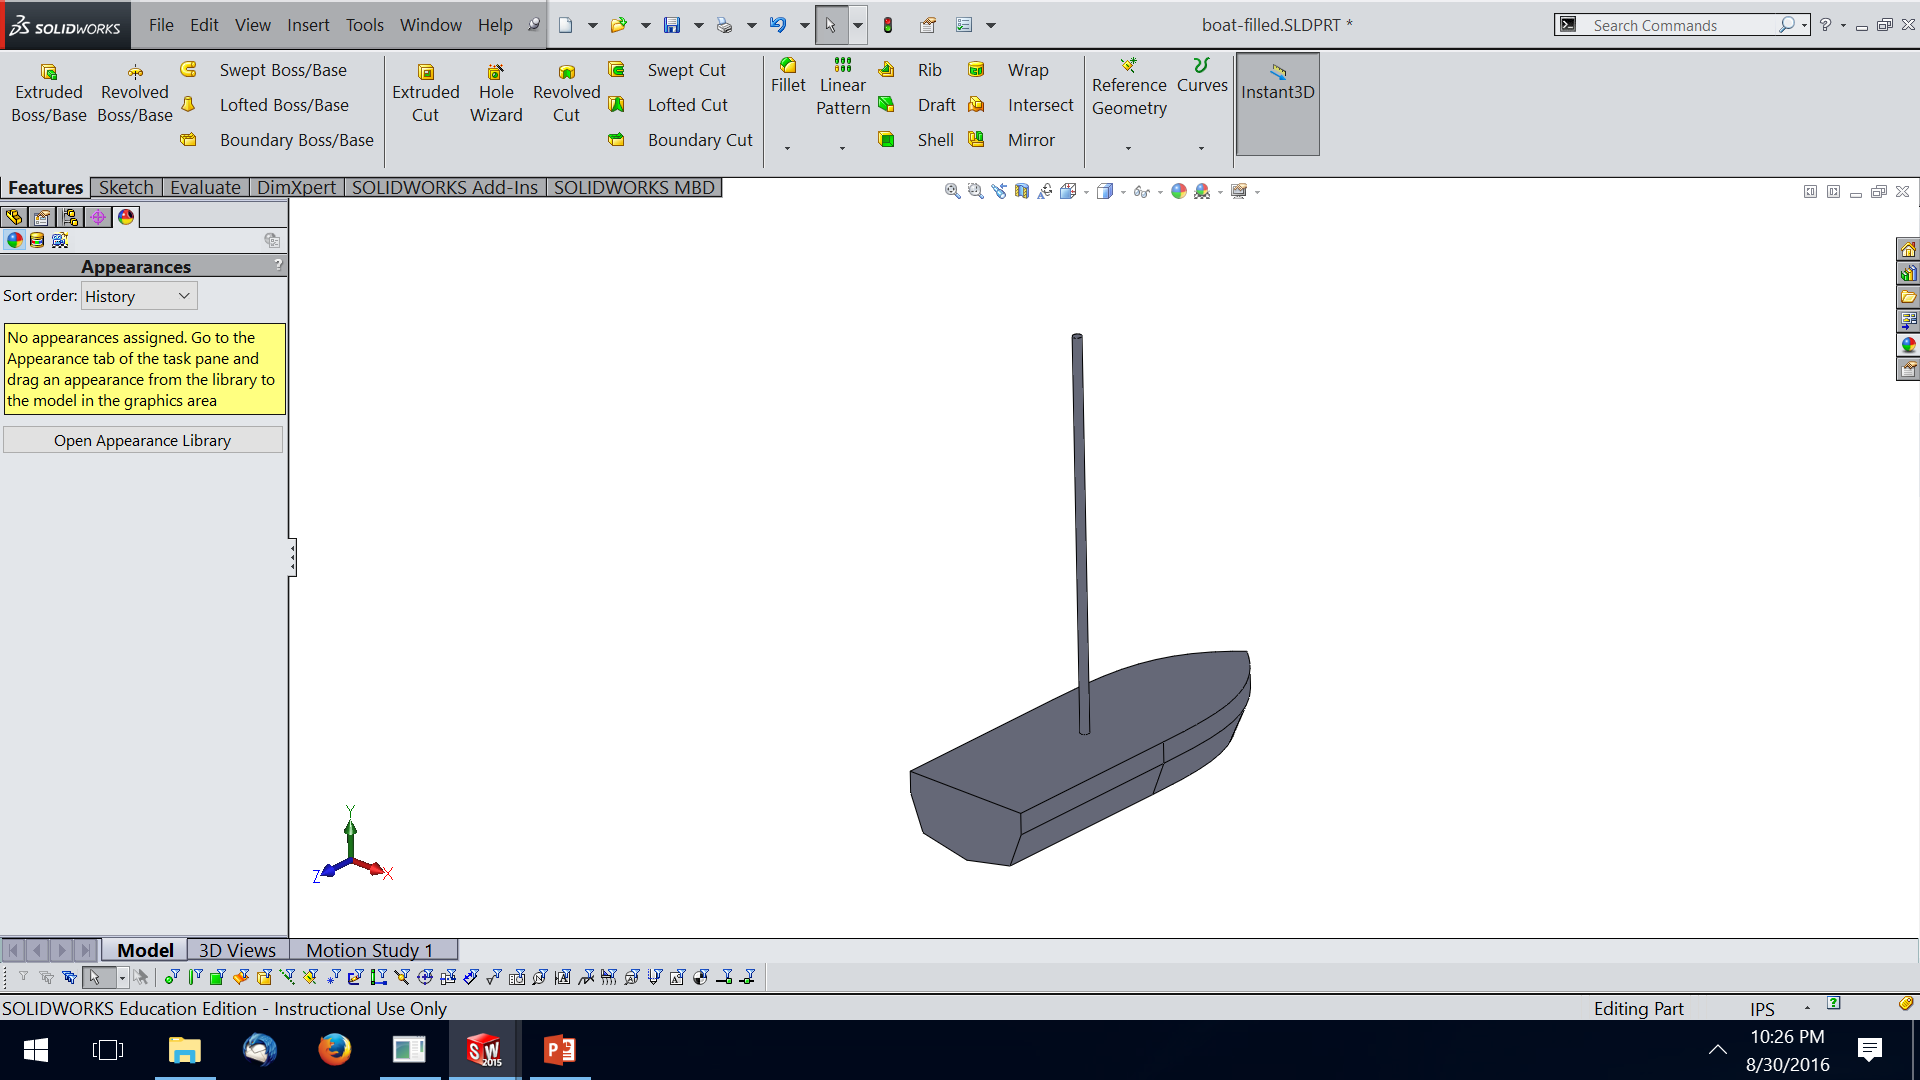 SOLIDWORKS File Edit View Insert Tools Window Help boat-filled.SLDPRT * Search Commands ?
Extruded Boss/Base
Revolved Boss/Base
Swept Boss/Base
Lofted Boss/Base
Boundary Boss/Base
Extruded Cut
Hole Wizard
Revolved Cut
Swept Cut
Lofted Cut
Boundary Cut
Fillet
Linear Pattern
Rib
Draft
Shell
Wrap
Intersect
Mirror
Reference Geometry
Curves
Instant3D
Features Sketch Evaluate DimXpert SOLIDWORKS Add-Ins SOLIDWORKS MBD
Appearances ?
Sort order: History
No appearances assigned. Go to the
Appearance tab of the task pane and
drag an appearance from the library to
the model in the graphics area
Open Appearance Library
Y
Z X
Model 3D Views Motion Study 1
SOLIDWORKS Education Edition - Instructional Use Only Editing Part IPS ?
SW 2015
10:26 PM
8/30/2016